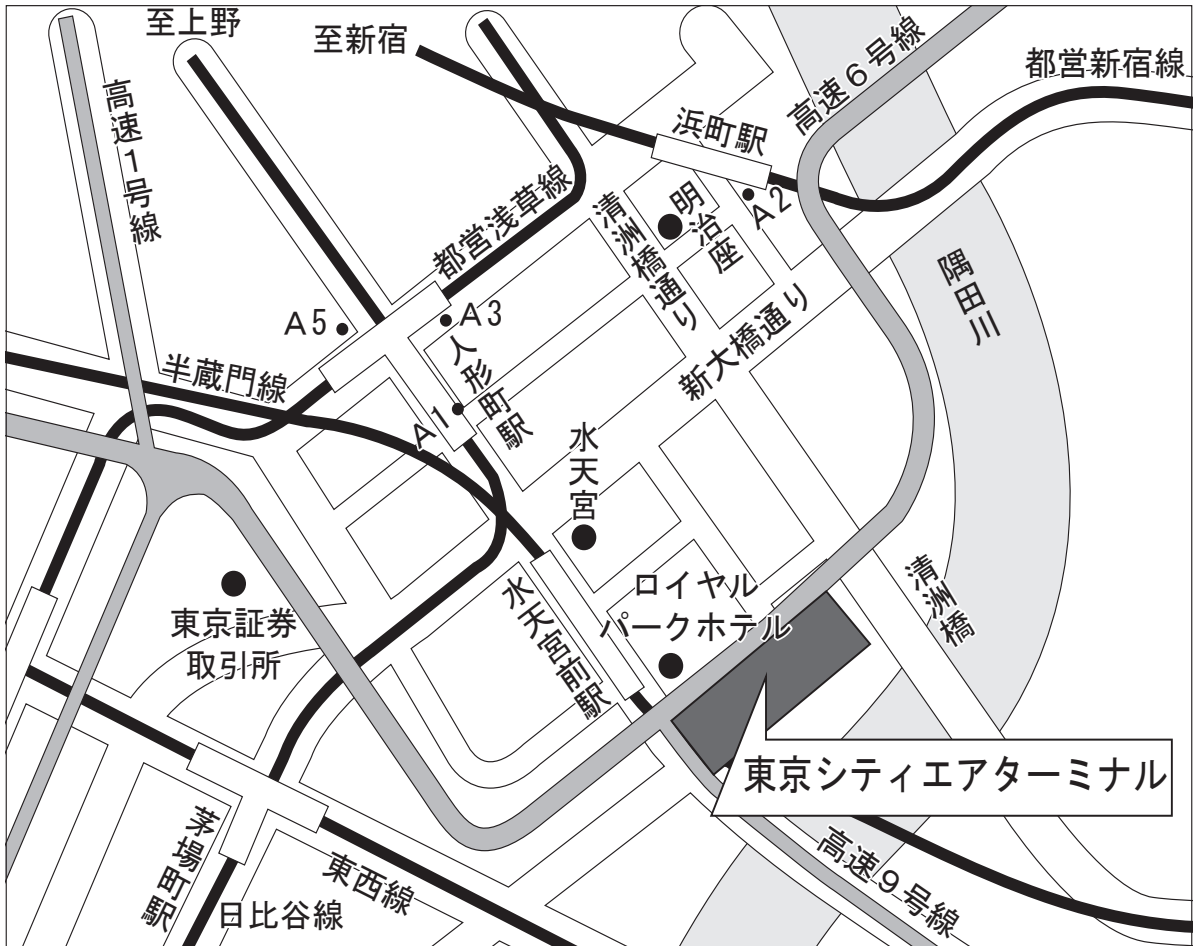 至上野
至新宿
高速6号線
都営新宿線
高速1号線
浜町駅
A2
明治座
清洲橋通り
都営浅草線
隅田川
A5
A3
新大橋通り
人形町駅
半蔵門線
A1
水天宮
清洲橋
ロイヤル
パークホテル
水天宮前駅
東京証券
取引所
東京シティエアターミナル
茅場町駅
東西線
高速9号線
日比谷線